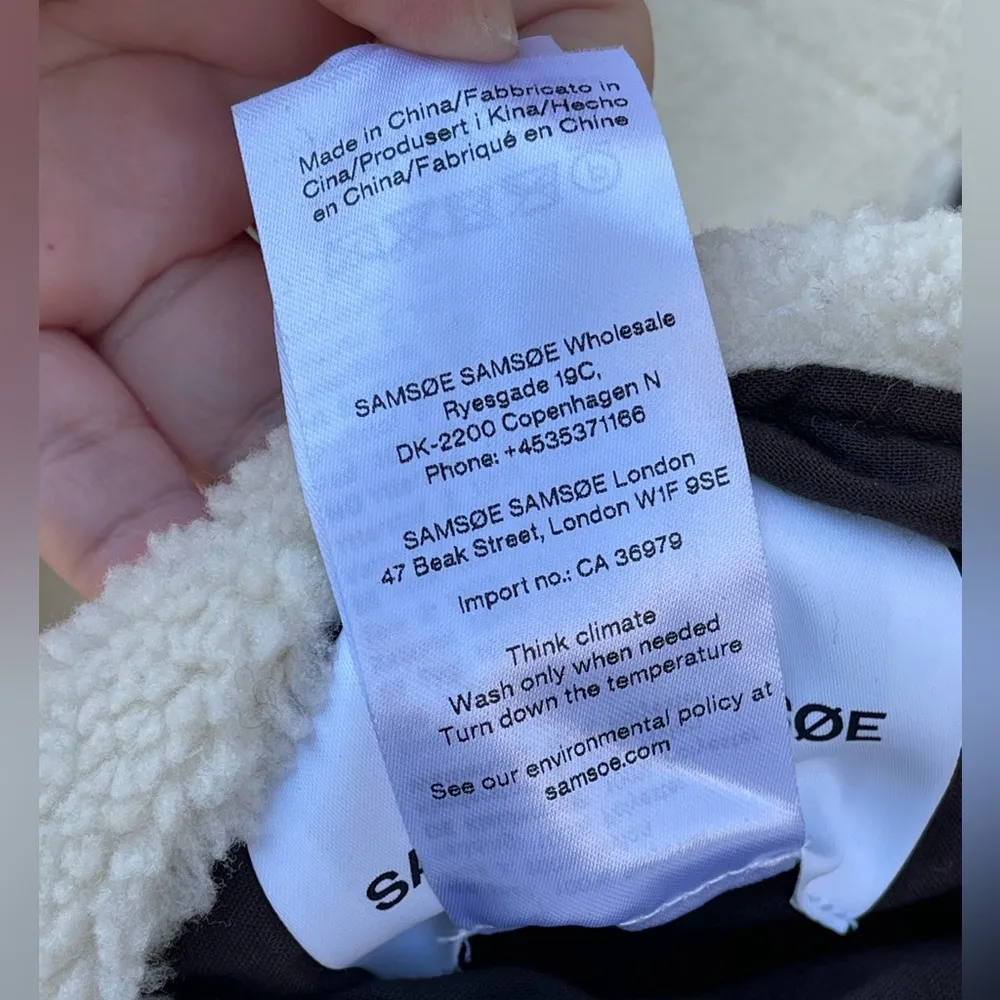 Made in China/Fabbricato in
Cina/Produsert i Kina/Hecho
en China/Fabriqué en Chine
SAMSØE SAMSØE Wholesale
Ryesgade 19C,
DK-2200 Copenhagen N
Phone: +4535371166
SAMSØE SAMSØE London
47 Beak Street, London W1F 9SE
Import no.: CA 36979
Think climate
Wash only when needed
Turn down the temperature
See our environmental policy at
samsoe.com
SØE
SA